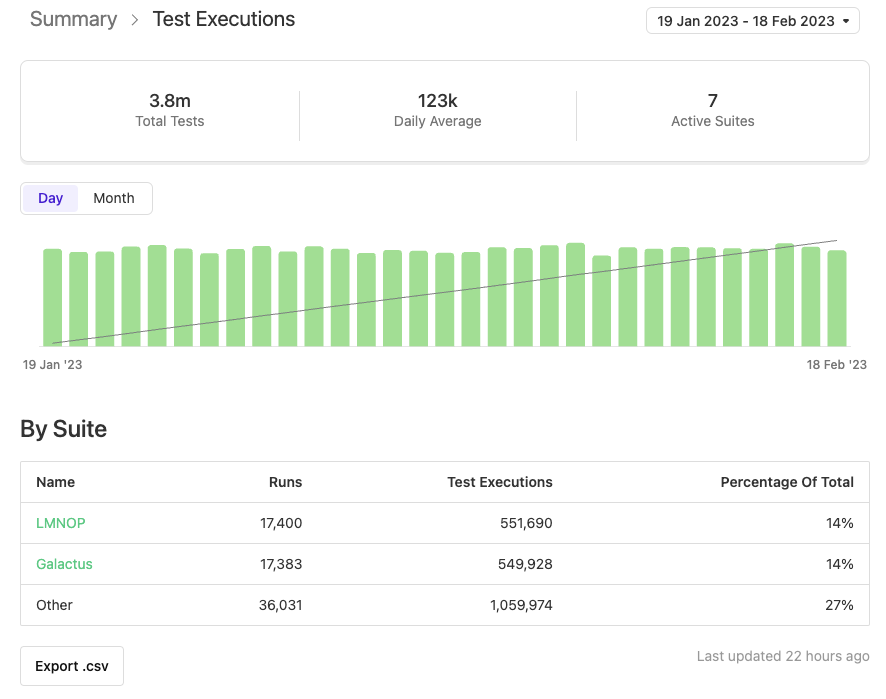 Summary > Test Executions
19 Jan 2023 - 18 Feb 2023
3.8m 123k 7
Total Tests Daily Average Active Suites
Day Month
19 Jan '23 18 Feb '23
By Suite
Name Runs Test Executions Percentage Of Total
LMNOP 17,400 551,690 14%
Galactus 17,383 549,928 14%
Other 36,031 1,059,974 27%
Export .csv
Last updated 22 hours ago